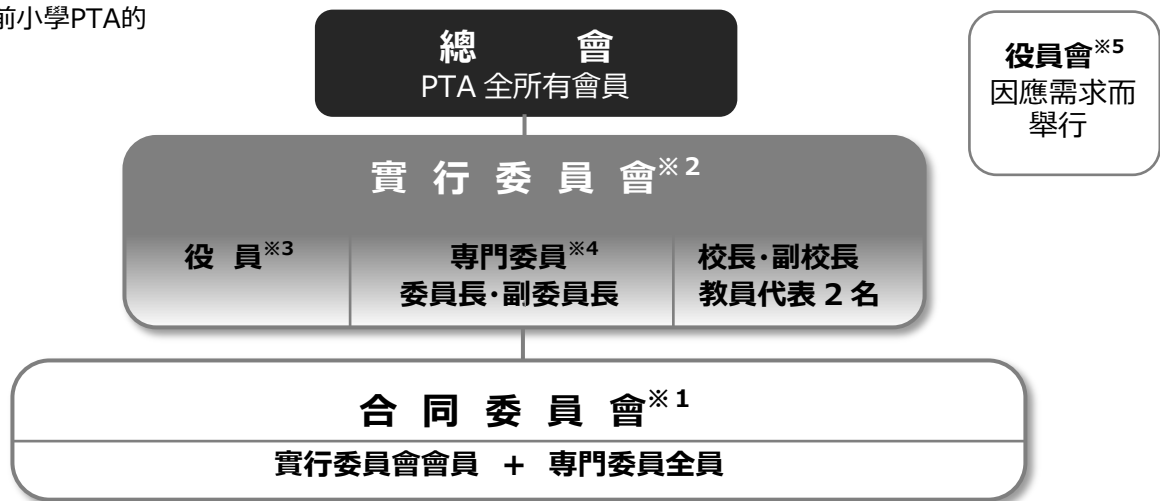 前小學PTA的
總 會
PTA 全所有會員
役員會※5
因應需求而
舉行
實 行 委 員 會※2
役 員※3
專門委員※4
委員長･副委員長
校長･副校長
教員代表 2 名
合 同 委 員 會※1
實行委員會會員 + 專門委員全員